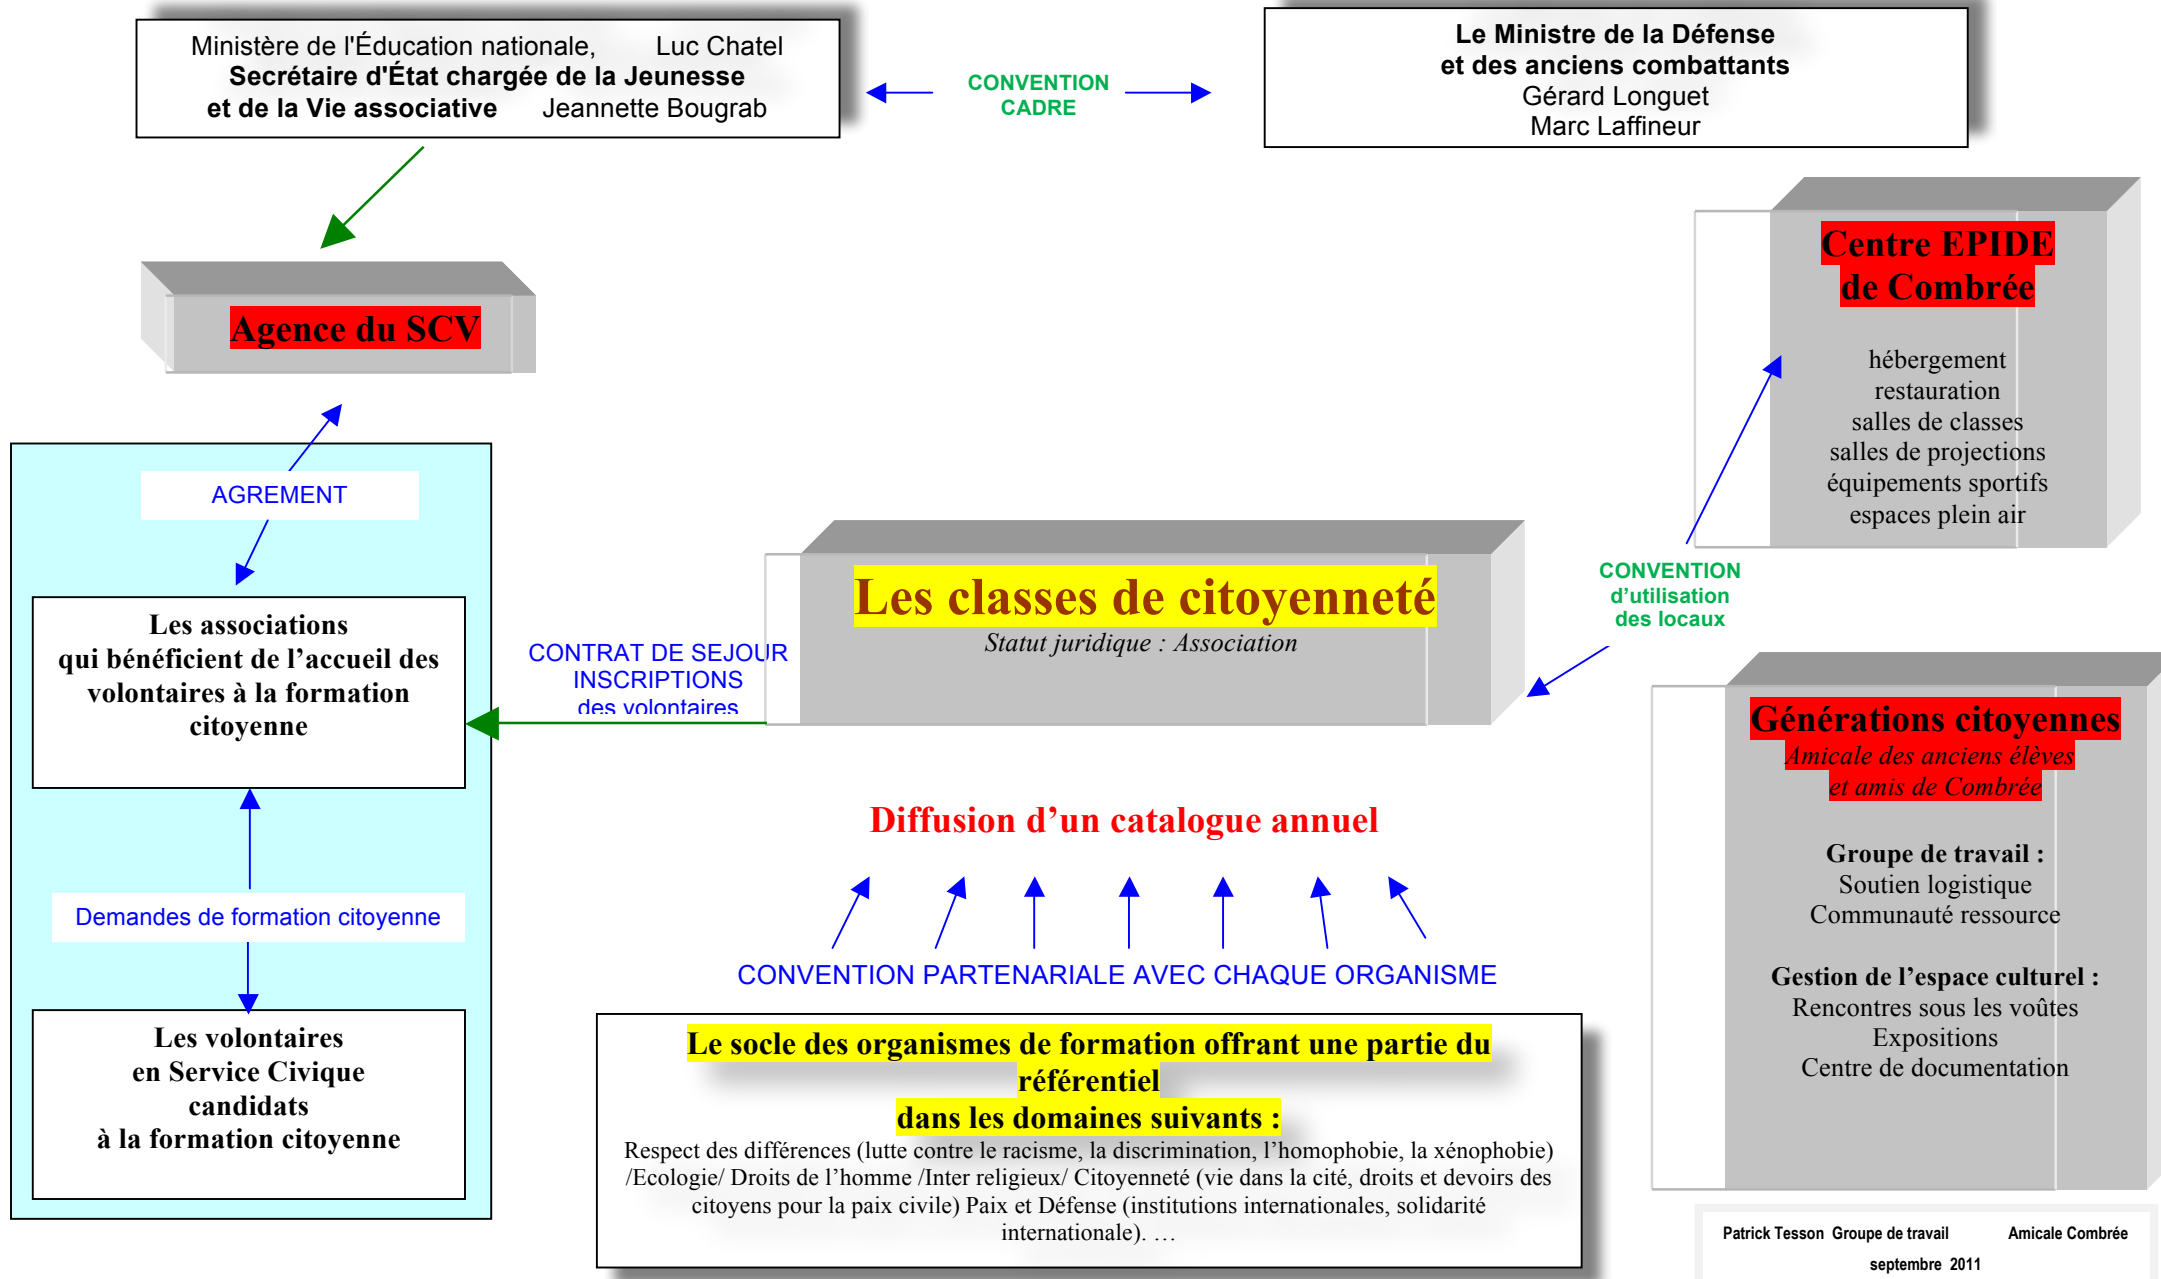 Ministère de l'Éducation nationale, Luc Chatel
Secrétaire d'État chargée de la Jeunesse
et de la Vie associative Jeannette Bougrab
CONVENTION
CADRE
Le Ministre de la Défense
et des anciens combattants
Gérard Longuet
Marc Laffineur
Agence du SCV
Centre EPIDE
de Combrée
hébergement
restauration
salles de classes
salles de projections
équipements sportifs
espaces plein air
AGREMENT
Les associations
qui bénéficient de l’accueil des
volontaires à la formation
citoyenne
CONTRAT DE SEJOUR
INSCRIPTIONS
des volontaires
Les classes de citoyenneté
Statut juridique : Association
CONVENTION
d’utilisation
des locaux
Générations citoyennes
Amicale des anciens élèves
et amis de Combrée
Groupe de travail :
Soutien logistique
Communauté ressource
Gestion de l’espace culturel :
Rencontres sous les voûtes
Expositions
Centre de documentation
Diffusion d’un catalogue annuel
Demandes de formation citoyenne
CONVENTION PARTENARIALE AVEC CHAQUE ORGANISME
Les volontaires
en Service Civique
candidats
à la formation citoyenne
Le socle des organismes de formation offrant une partie du
référentiel
dans les domaines suivants :
Respect des différences (lutte contre le racisme, la discrimination, l’homophobie, la xénophobie)
/Ecologie/ Droits de l’homme /Inter religieux/ Citoyenneté (vie dans la cité, droits et devoirs des
citoyens pour la paix civile) Paix et Défense (institutions internationales, solidarité
internationale). …
Patrick Tesson Groupe de travail Amicale Combrée
septembre 2011